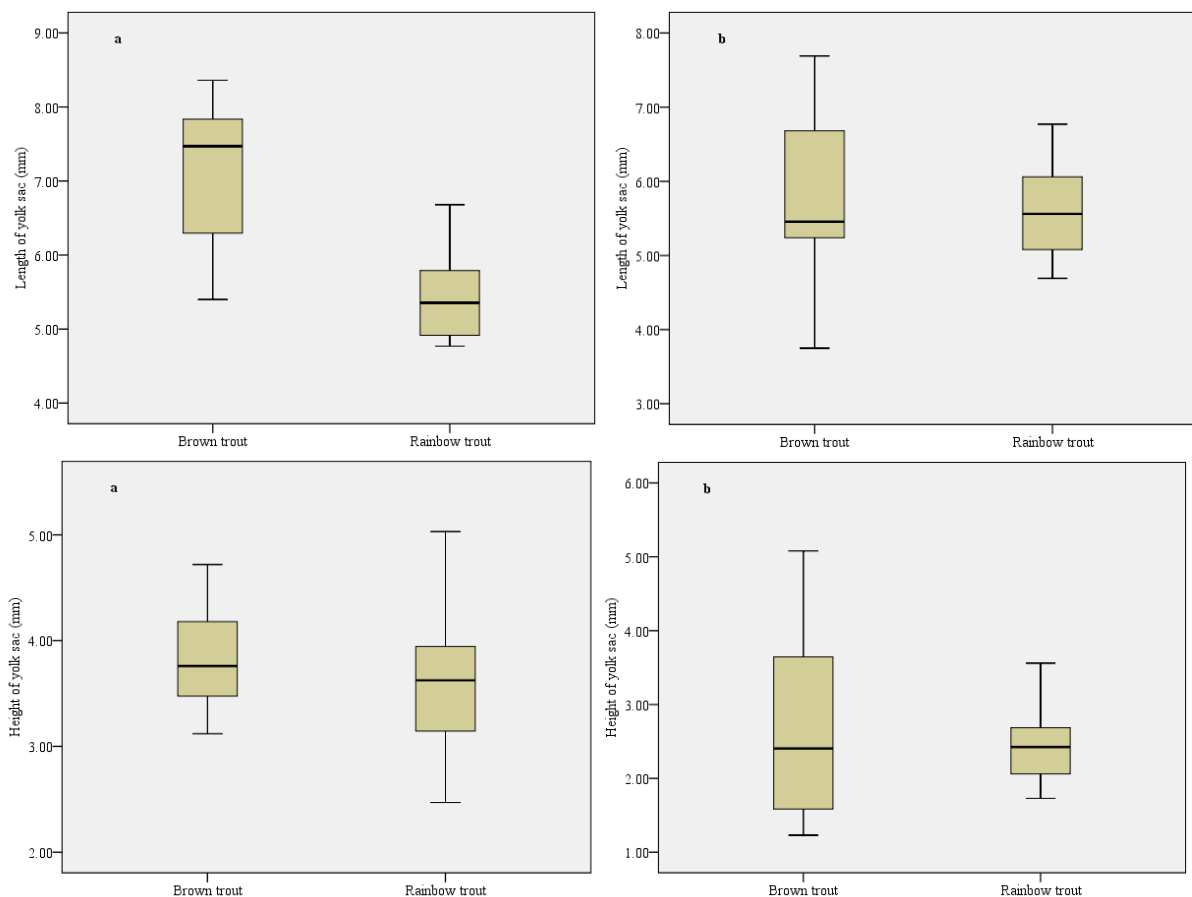 a
9.00
8.00
7.00
6.00
5.00
4.00
Length of yolk sac (mm)
Brown trout
Rainbow trout
b
8.00
7.00
6.00
5.00
4.00
3.00
Length of yolk sac (mm)
Brown trout
Rainbow trout
a
5.00
4.00
3.00
2.00
Height of yolk sac (mm)
Brown trout
Rainbow trout
b
6.00
5.00
4.00
3.00
2.00
1.00
Height of yolk sac (mm)
Brown trout
Rainbow trout